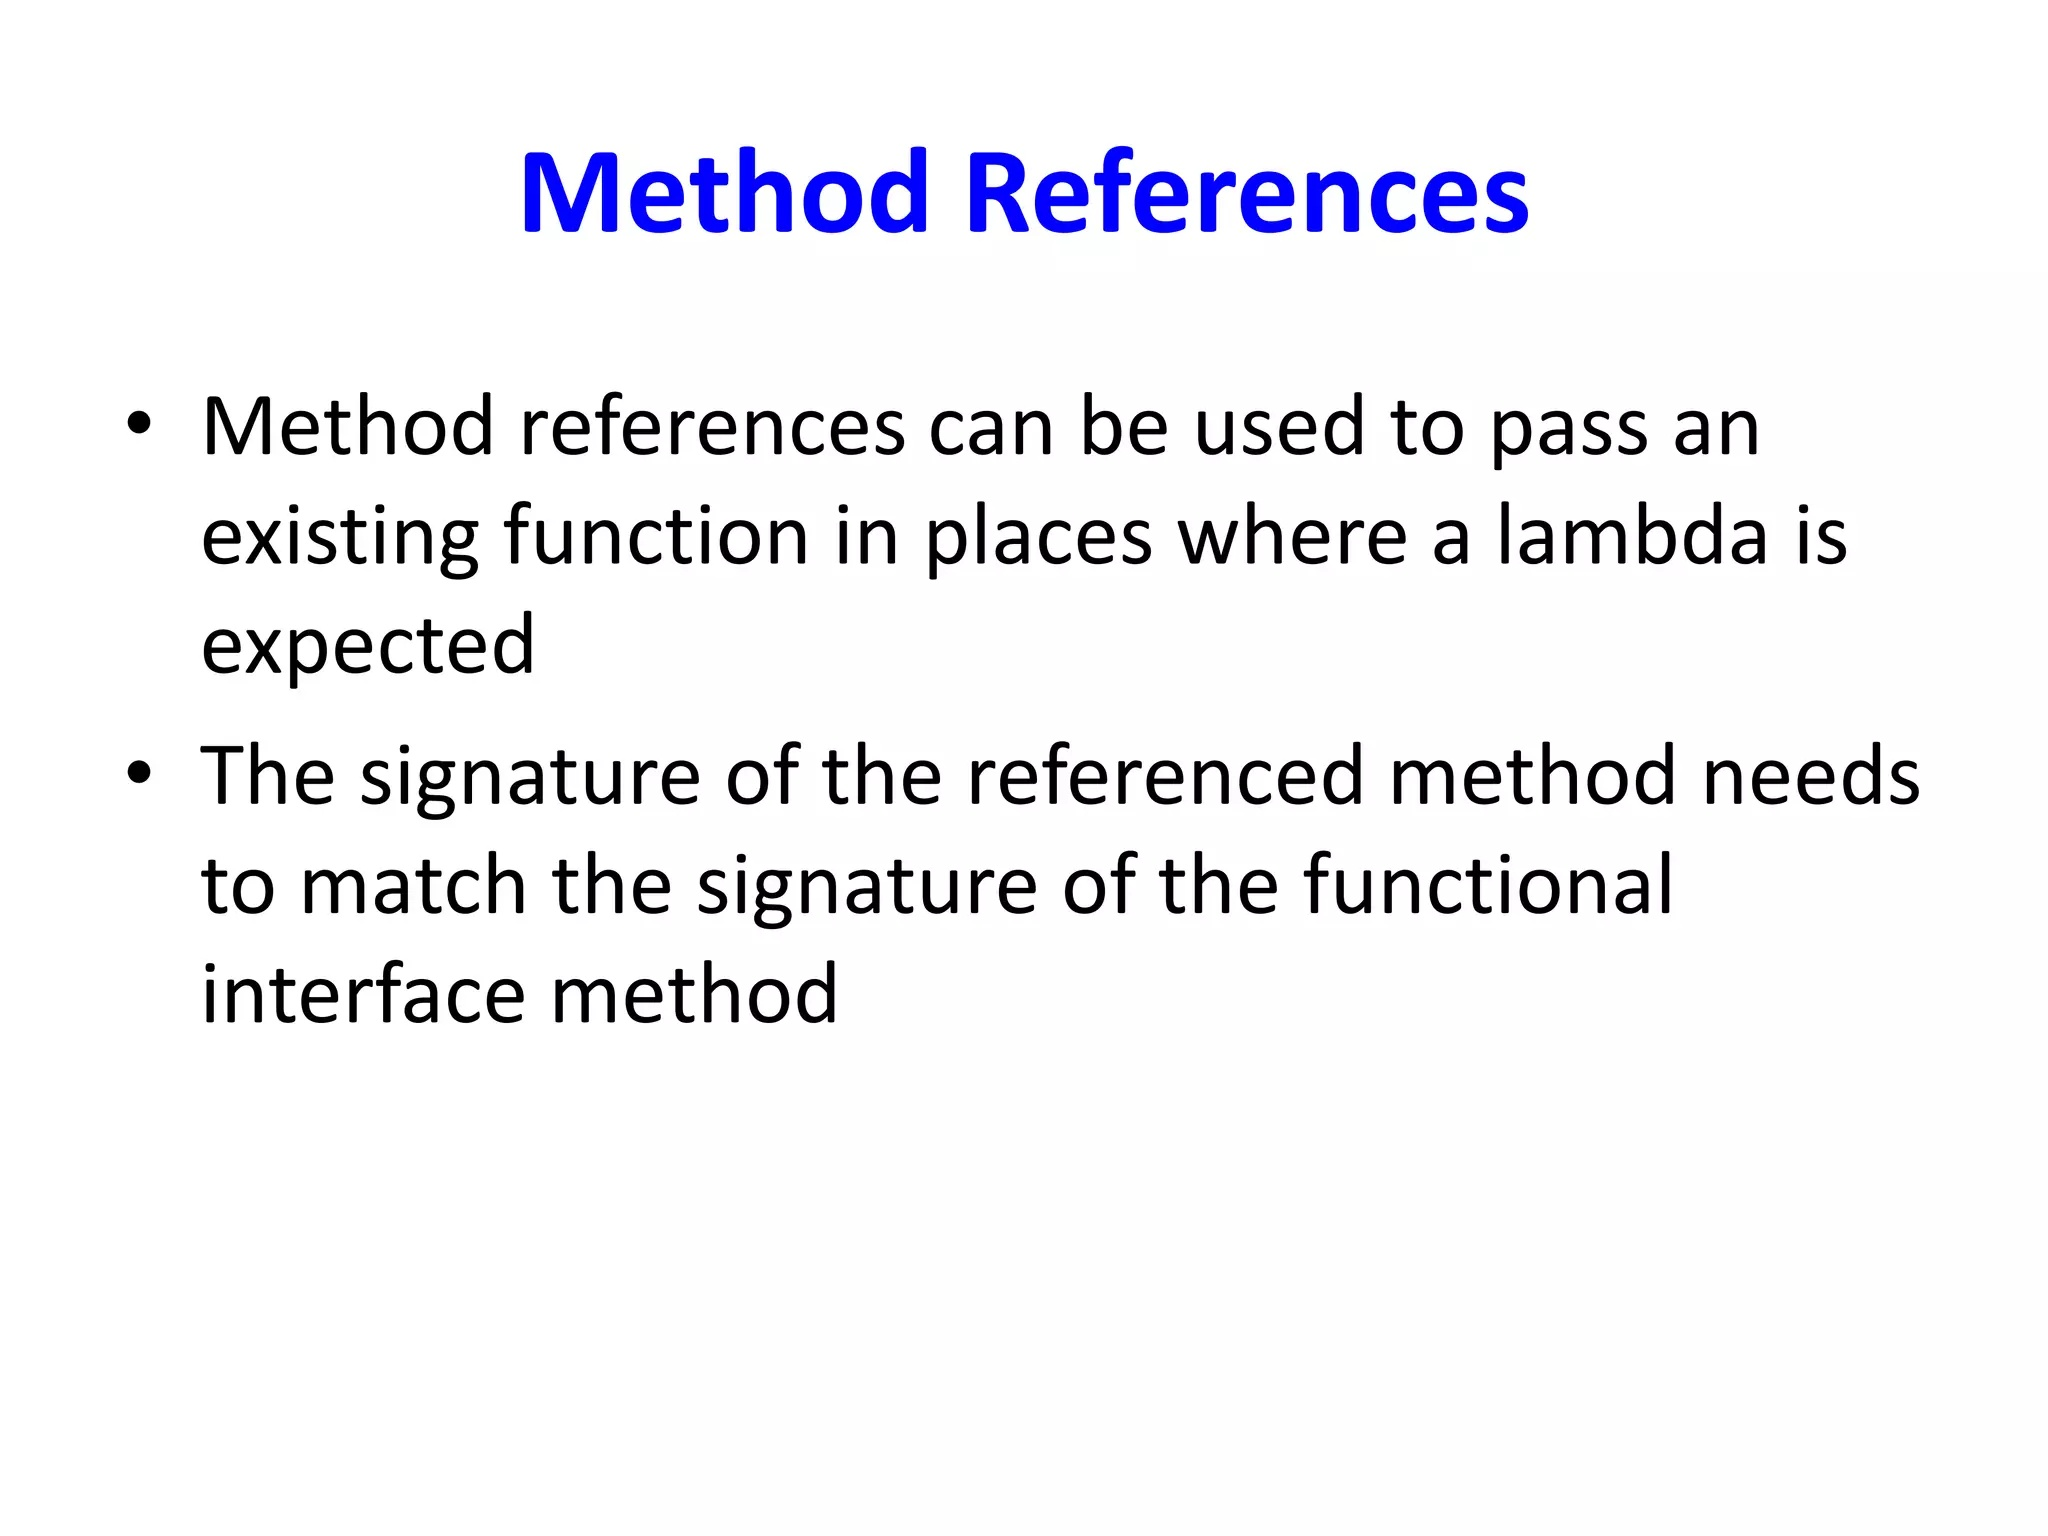 Method References
• Method references can be used to pass an
existing function in places where a lambda is
expected
• The signature of the referenced method needs
to match the signature of the functional
interface method